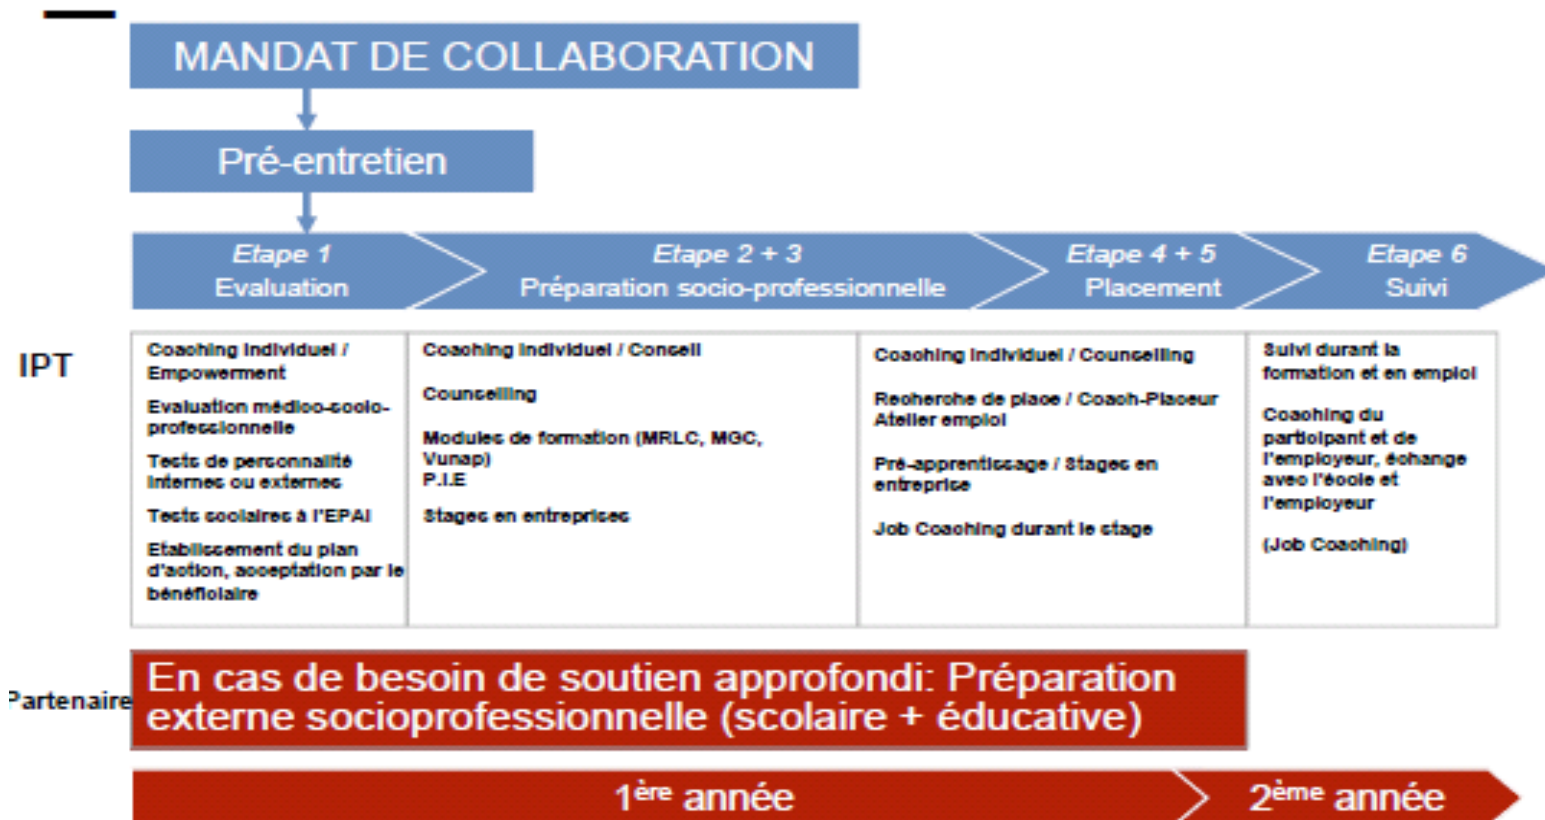 MANDAT DE COLLABORATION
Pré-entretien
Etape 1
Evaluation
Etape 2 + 3
Préparation socio-professionnelle
Etape 4 + 5
Placement
Etape 6
Suivi
IPT
Coaching Individuel /
Empowerment
Evaluation médico-socio-
professionnelle
Tests de personnalité
Internes ou externes
Tests scolaires à l'EPAI
Etablissement du plan
d'action, acceptation par le
bénéficiaire
Coaching Individuel / Conseil
Counselling
Modules de formation (MRLC, MGC,
Vunap)
P.I.E
Stages en entreprises
Coaching Individuel / Counselling
Recherche de place / Coach-Placeur
Atelier emploi
Pré-apprentissage / Stages en
entreprise
Job Coaching durant le stage
Suivi durant la
formation et en emploi
Coaching du
participant et de
l'employeur, échange
avec l'école et
l'employeur
(Job Coaching)
Partenaire
En cas de besoin de soutien approfondi: Préparation
externe socioprofessionnelle (scolaire + éducative)
1ère année
2ème année